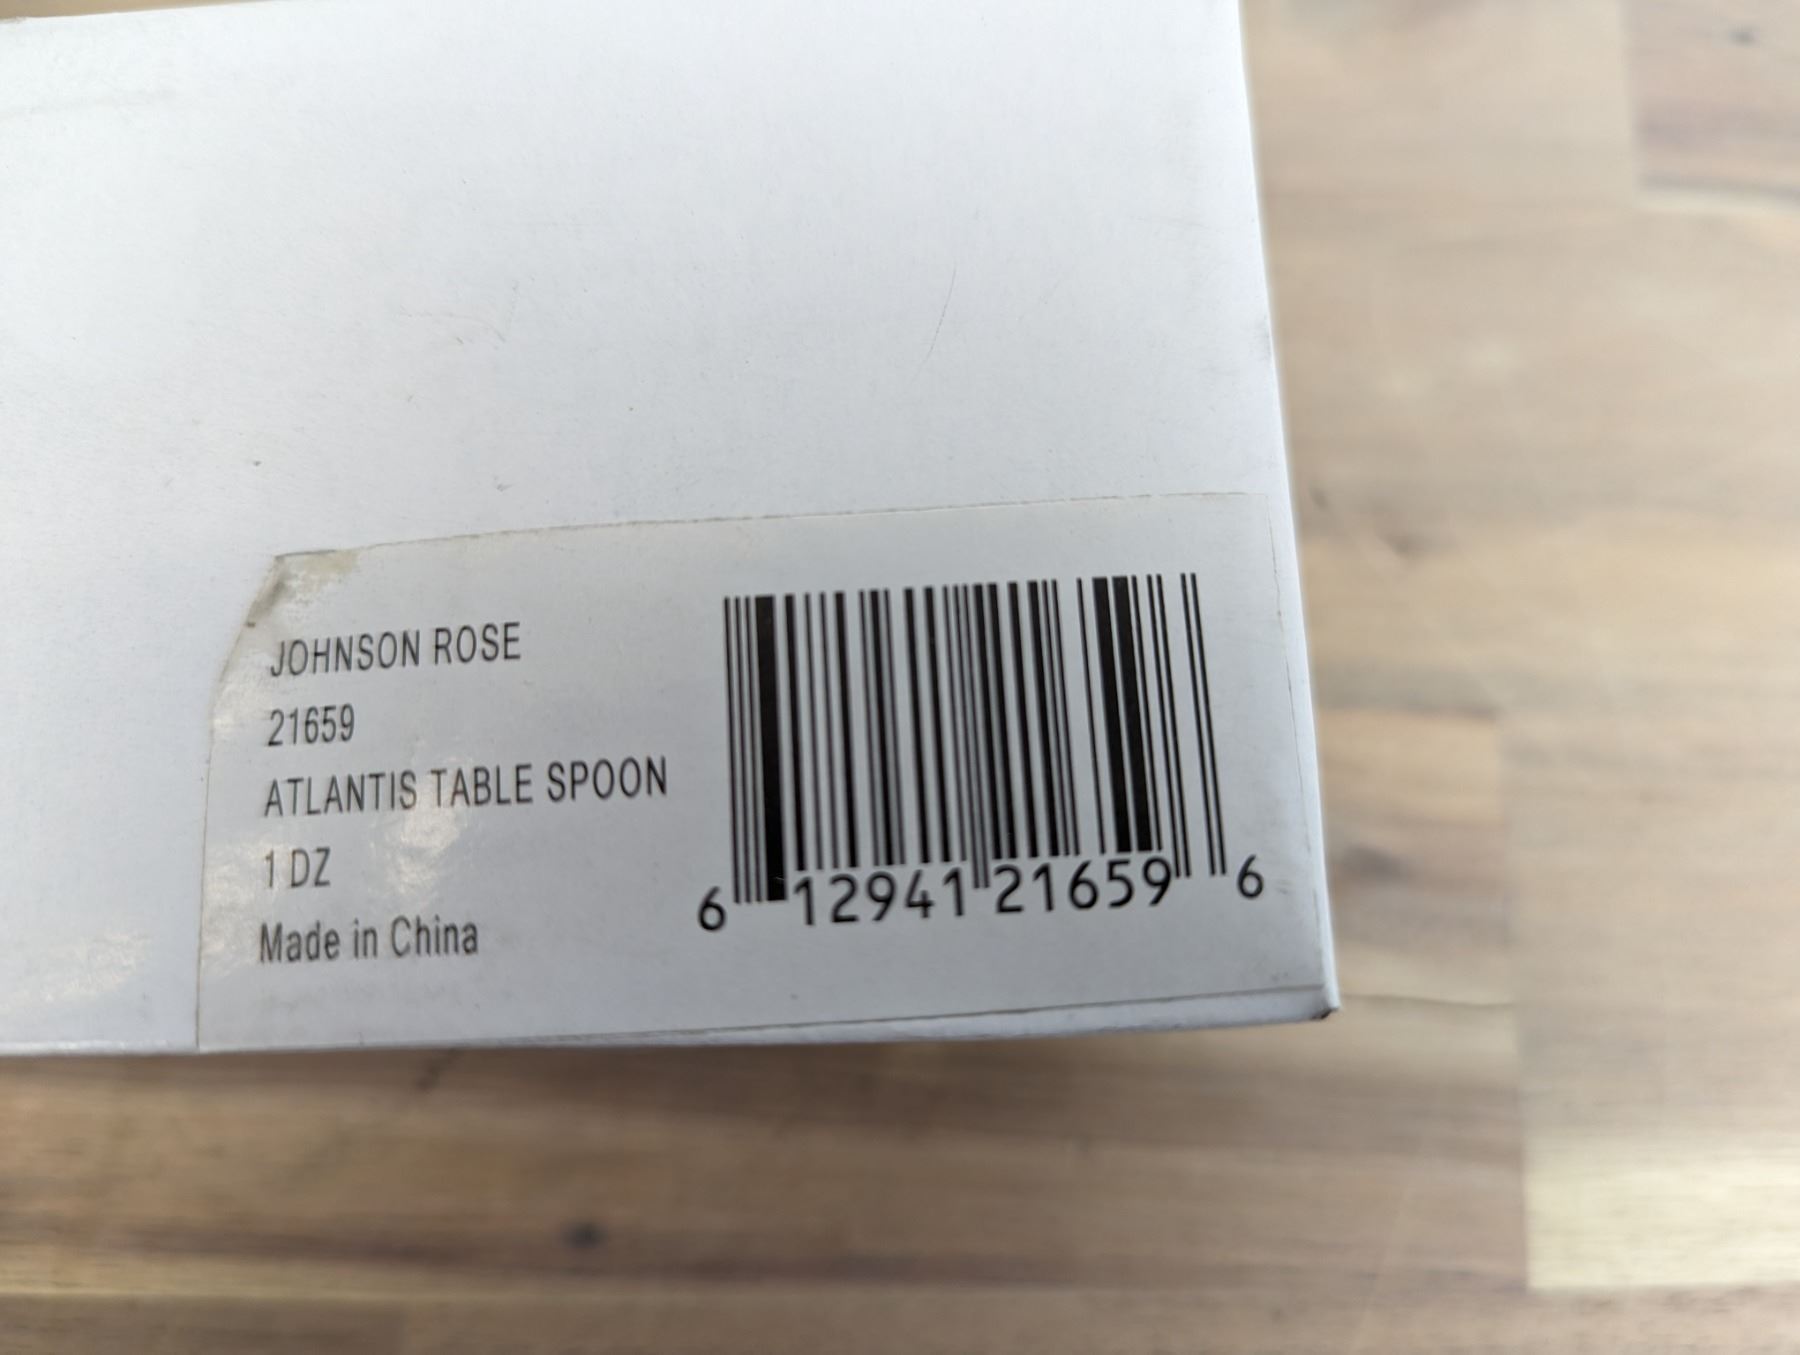 JOHNSON ROSE
21659
ATLANTIS TABLE SPOON
1 DZ
Made in China
6 12941 21659 6